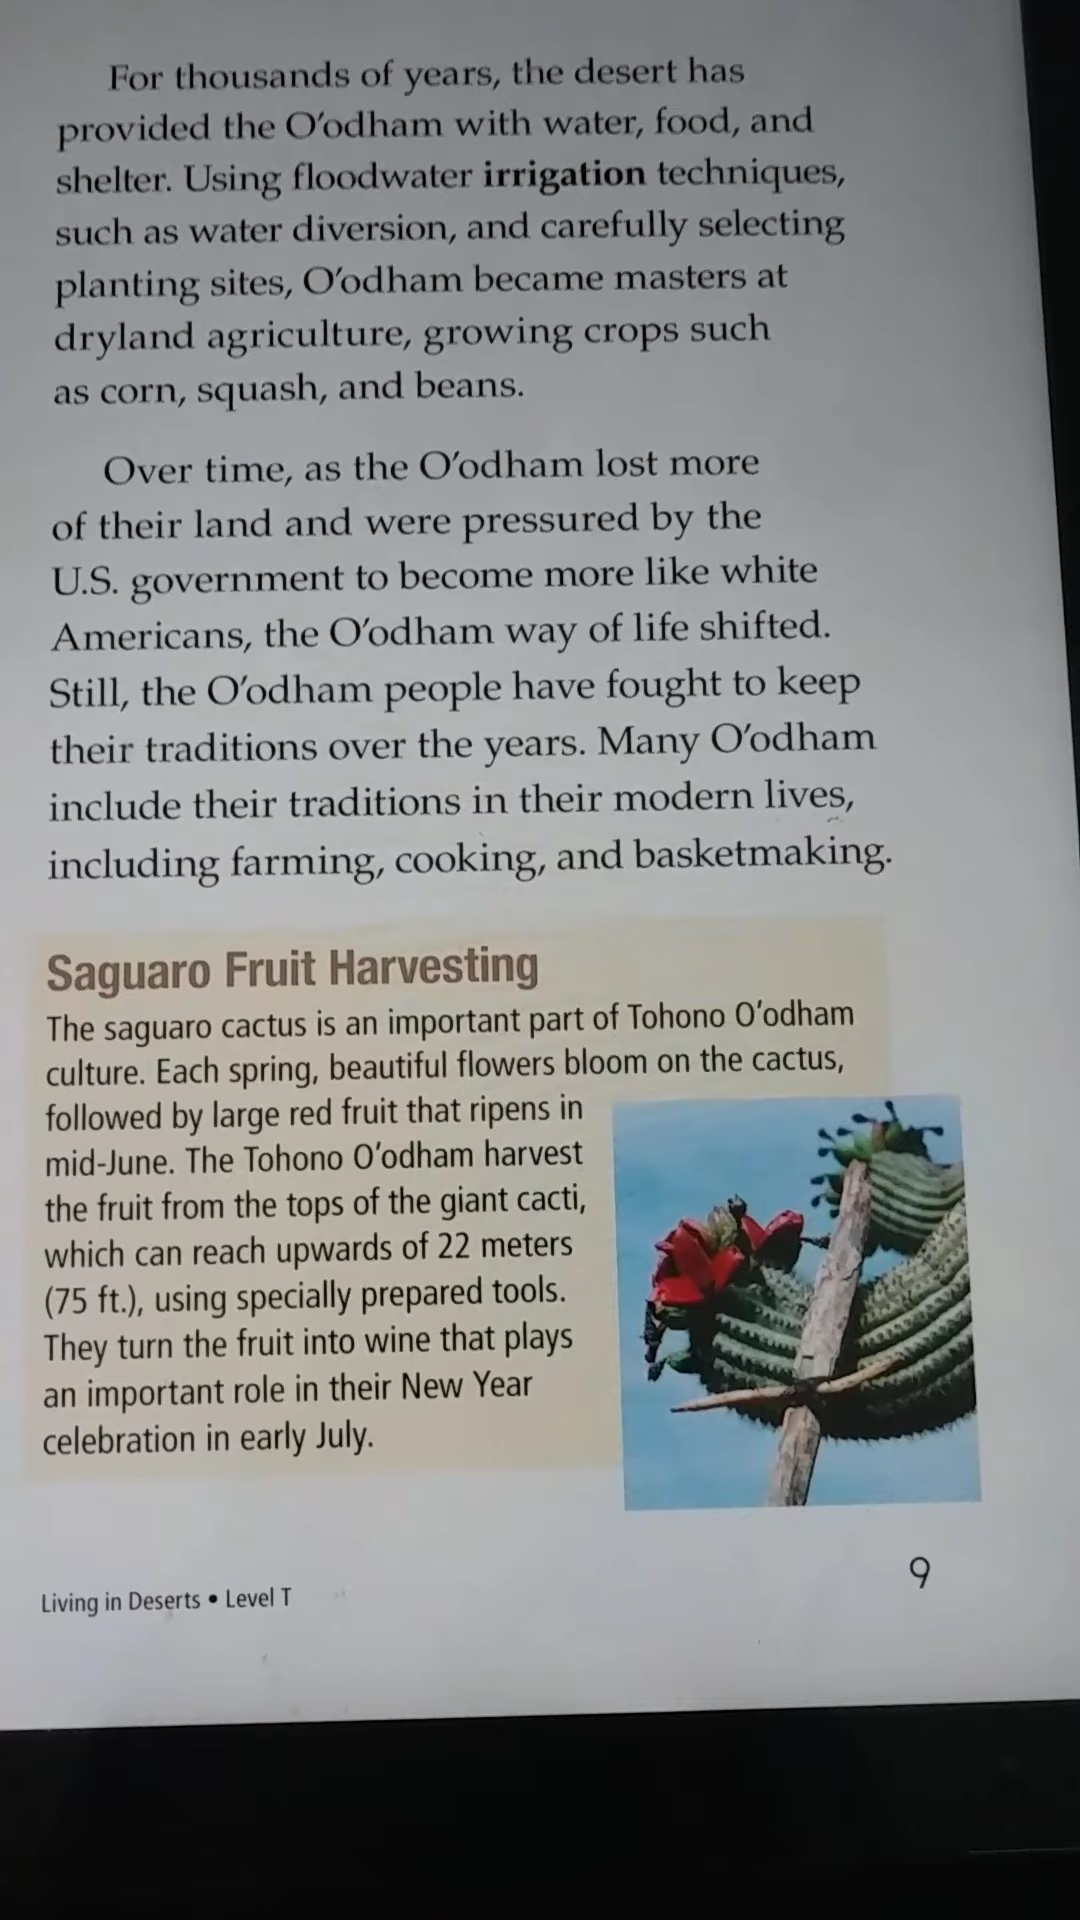 For thousands of years, the desert has
provided the O'odham with water, food, and
shelter. Using floodwater irrigation techniques,
such as water diversion, and carefully selecting
planting sites, O'odham became masters at
dryland agriculture, growing crops such
as corn, squash, and beans.
Over time, as the O'odham lost more
of their land and were pressured by the
U.S. government to become more like white
Americans, the O'odham way of life shifted.
Still, the O'odham people have fought to keep
their traditions over the years. Many O'odham
include their traditions in their modern lives,
including farming, cooking, and basketmaking.
Saguaro Fruit Harvesting
The saguaro cactus is an important part of Tohono O'odham
culture. Each spring, beautiful flowers bloom on the cactus,
followed by large red fruit that ripens in
mid-June. The Tohono O'odham harvest
the fruit from the tops of the giant cacti,
which can reach upwards of 22 meters
(75 ft.), using specially prepared tools.
They turn the fruit into wine that plays
an important role in their New Year
celebration in early July.
Living in Deserts • Level T
9